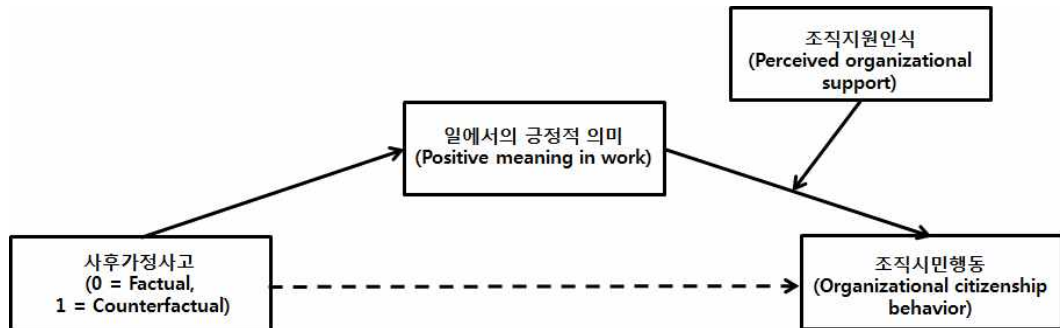 조직지원인식
(Perceived organizational
support)
일에서의 긍정적 의미
(Positive meaning in work)
사후가정사고
(0 = Factual,
1 = Counterfactual)
조직시민행동
(Organizational citizenship
behavior)